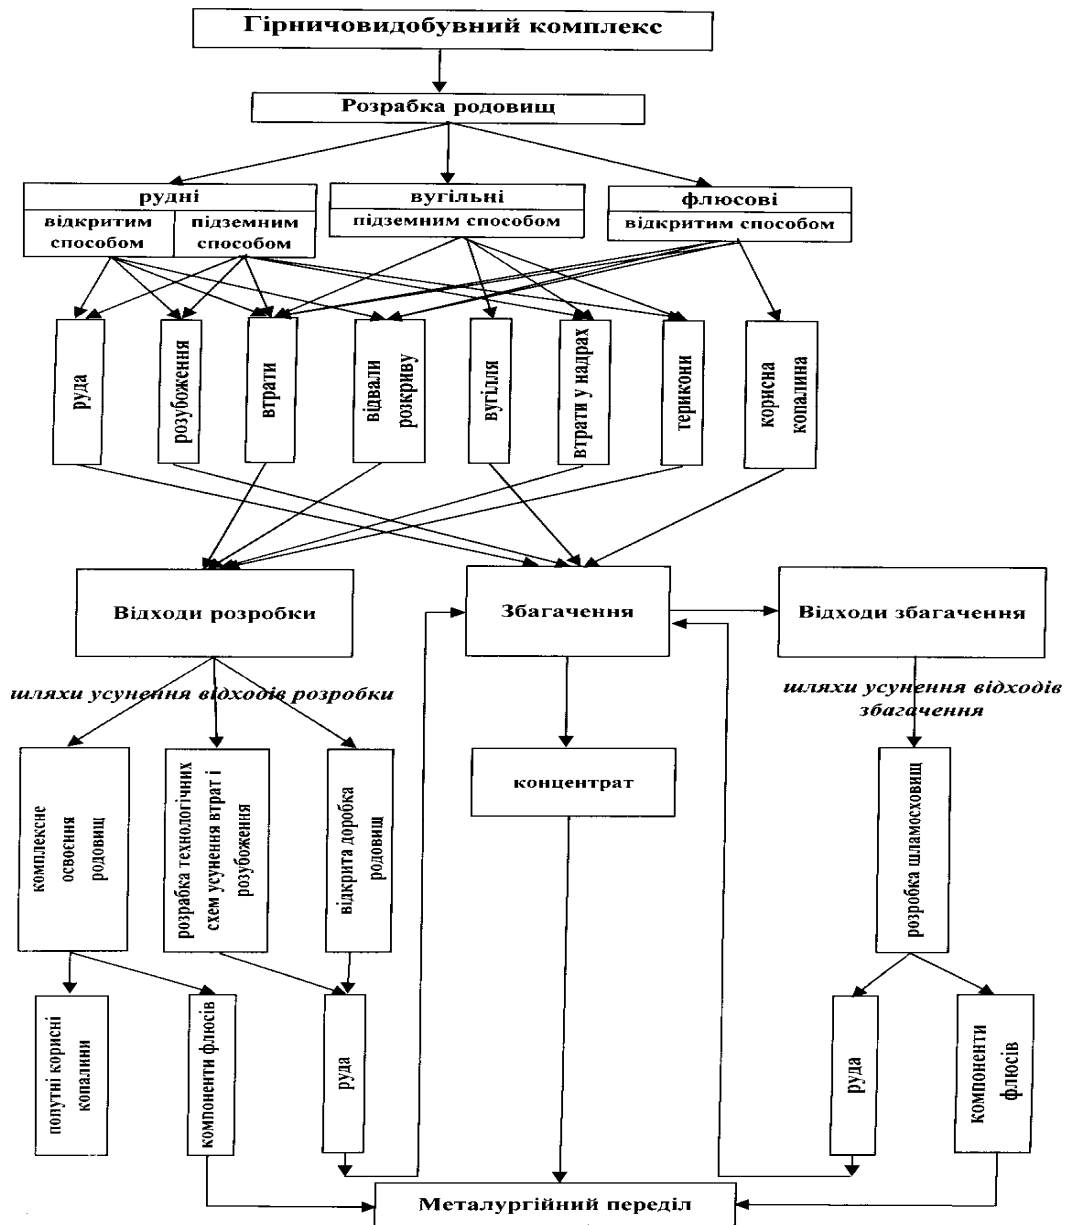 Гірничовидобувний комплекс
Розрабка родовищ
рудні
відкритим
способом
підземним
способом
вугільні
підземним способом
флюсові
відкритим способом
руда
розубоження
втрати
відвали
розкриву
вугілля
втрати у надрах
терикони
корисна
копалина
Відходи розробки
Збагачення
Відходи збагачення
шляхи усунення відходів розробки
шляхи усунення відходів
збагачення
комплексне
освоєння
родовищ
розрабка технологічних
схем усунення втрат і
розубоження
відкрита доробка
родовищ
концентрат
розробка шламосховищ
попутні корисні
копалини
компоненти флюсів
руда
руда
компоненти
флюсів
Металургійний переділ